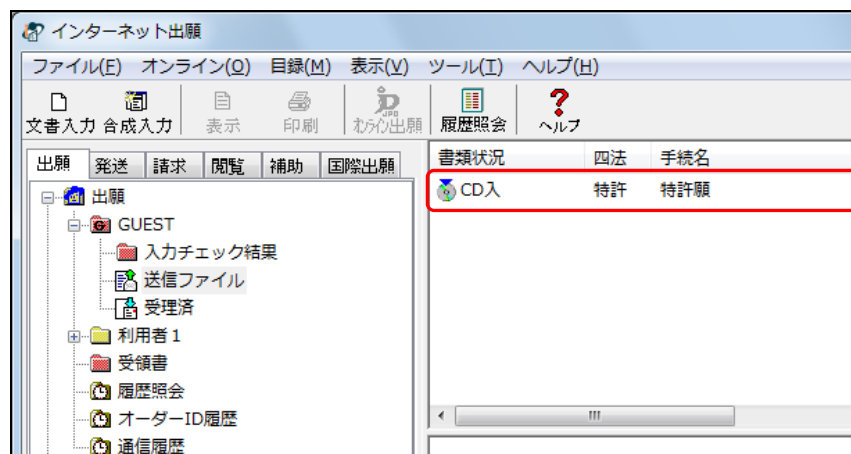 インターネット出願
ファイル(F) オンライン(O) 目録(M) 表示(V) ツール(T) ヘルプ(H)
文書入力 合成入力 表示 印刷 オンライン出願 履歴照会 ヘルプ
出願 発送 請求 閲覧 補助 国際出願
書類状況 四法 手続名
CD入 特許 特許願
出願
GUEST
入力チェック結果
送信ファイル
受理済
利用者1
受領書
履歴照会
オーダーID履歴
通信履歴